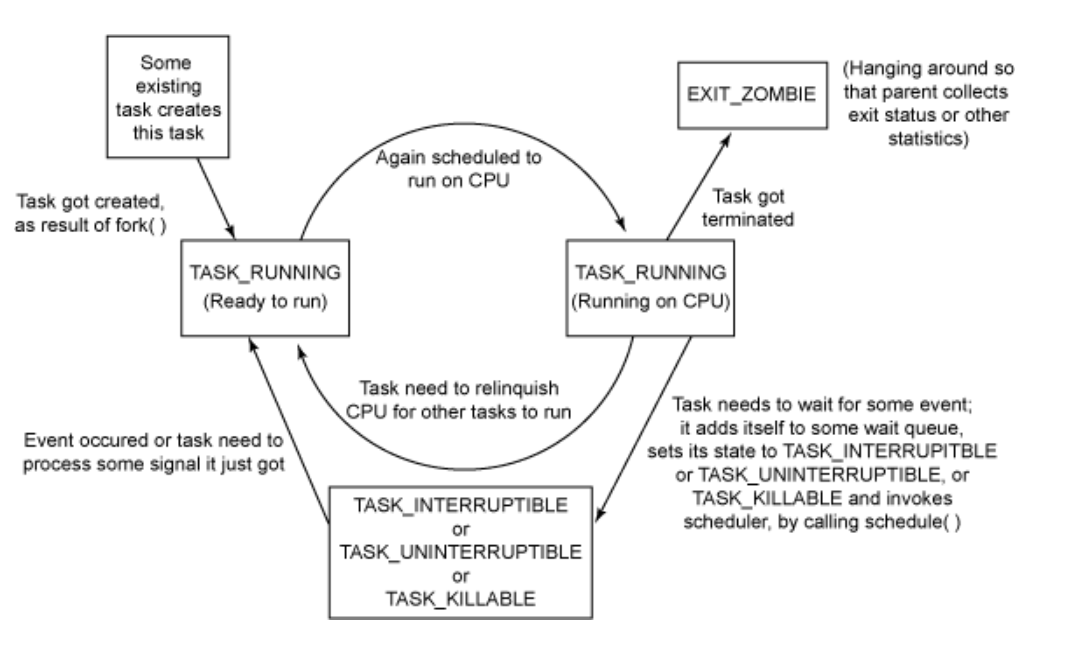 Some
existing
task creates
this task
EXIT_ZOMBIE
(Hanging around so
that parent collects
exit status or other
statistics)
Again scheduled to
run on CPU
Task got created,
as result of fork( )
Task got
terminated
TASK_RUNNING
(Ready to run)
TASK_RUNNING
(Running on CPU)
Task need to relinquish
CPU for other tasks to run
Task needs to wait for some event;
it adds itself to some wait queue,
sets its state to TASK_INTERRUPITBLE
or TASK_UNINTERRUPTIBLE, or
TASK_KILLABLE and invokes
scheduler, by calling schedule( )
Event occured or task need to
process some signal it just got
TASK_INTERRUPTIBLE
or
TASK_UNINTERRUPTIBLE
or
TASK_KILLABLE